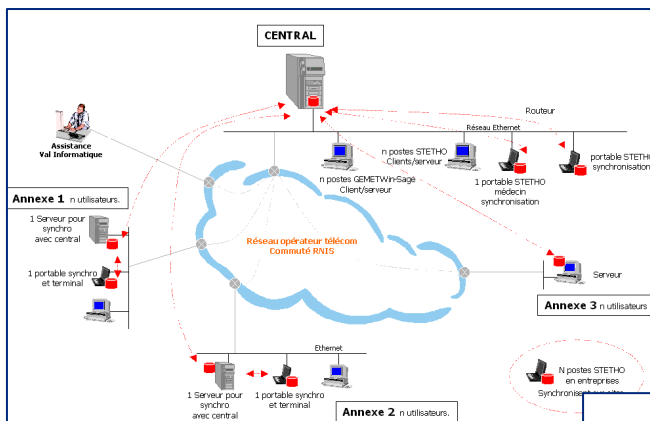 CENTRAL
Routeur
Réseau Ethernet
Assistance
Val Informatique
n postes STETHO
Clients/serveur
n postes GEMETWin-Sagé
Client/serveur
1 portable STETHO
médecin
synchronisation
portable STETHO
synchronisation
Annexe 1 n utilisateurs.
1 Serveur pour
synchro
avec central
1 portable synchro
et terminal
Réseau opérateur télécom
Commuté RNIS
Serveur
Annexe 3 n utilisateurs
Ethernet
1 Serveur pour
synchro
avec central
1 portable synchro
et terminal
Annexe 2 n utilisateurs.
N postes STETHO
en entreprises